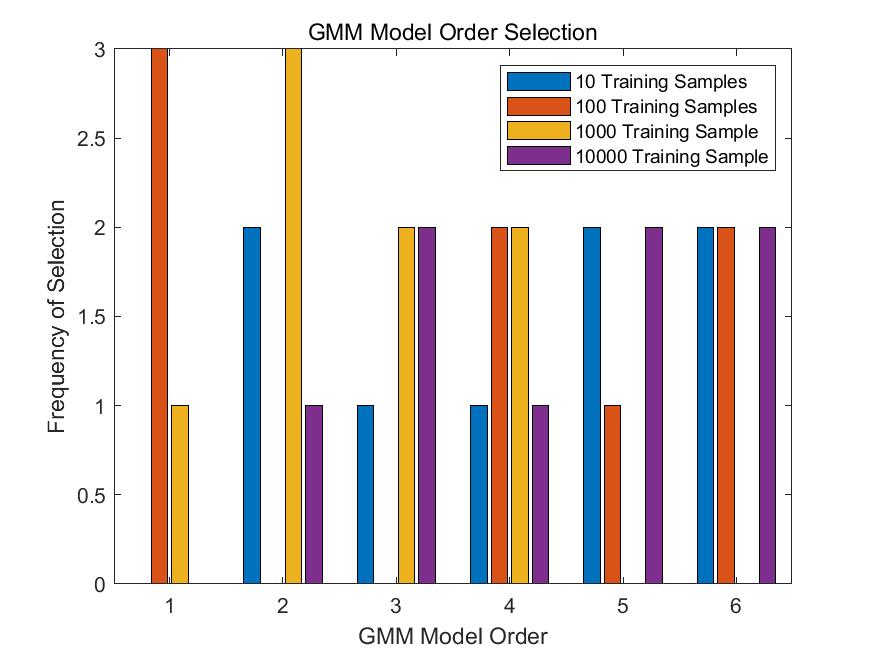 GMM Model Order Selection
3
2.5
2
1.5
1
0.5
0
Frequency of Selection
10 Training Samples
100 Training Samples
1000 Training Sample
10000 Training Sample
1 2 3 4 5 6
GMM Model Order